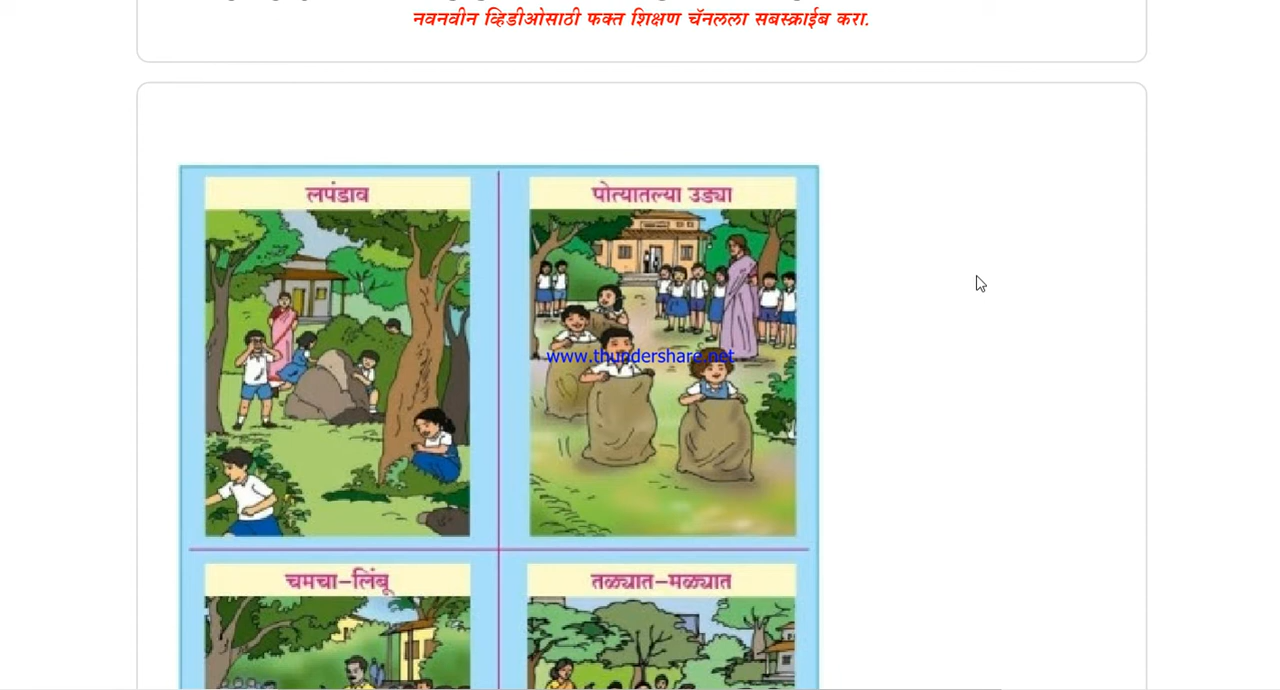 नवनवीन व्हिडीओसाठी फक्त शिक्षण चॅनलला सबस्क्राईब करा.
लपंडाव
पोत्यातल्या उड्या
www.thundershare.net
चमचा-लिंबू
तळ्यात-मळ्यात